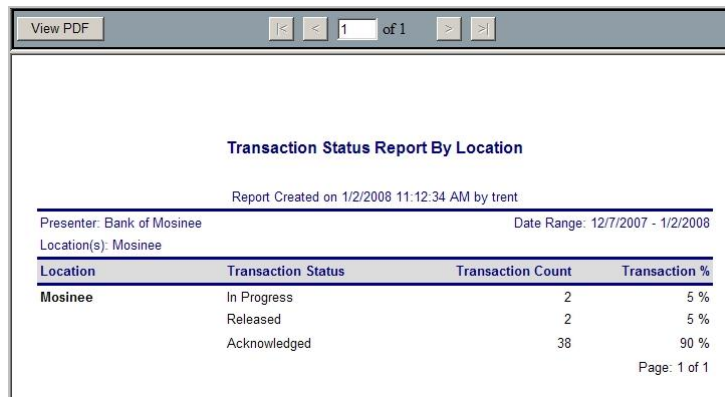 View PDF |< < 1 of 1 > >|
Transaction Status Report By Location
Report Created on 1/2/2008 11:12:34 AM by trent
Presenter: Bank of Mosinee Date Range: 12/7/2007 - 1/2/2008
Location(s): Mosinee
Location Transaction Status Transaction Count Transaction %
Mosinee In Progress 2 5 %
Released 2 5 %
Acknowledged 38 90 %
Page: 1 of 1